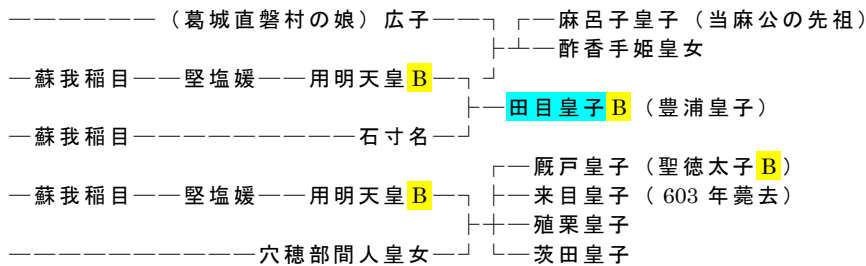 ——————（葛城直磐村の娘）広子——┐ ┌—麻呂子皇子（当麻公の先祖）
├┴—酢香手姫皇女
—蘇我稲目——堅塩媛——用明天皇B—┐┘
├—田目皇子B（豊浦皇子）
—蘇我稲目—————————石寸名—┘
┌—厩戸皇子（聖徳太子B）
—蘇我稲目——堅塩媛——用明天皇B—┐ ├—来目皇子（ 603 年薨去）
├┼—殖栗皇子
——————————穴穂部間人皇女—┘ └—茨田皇子